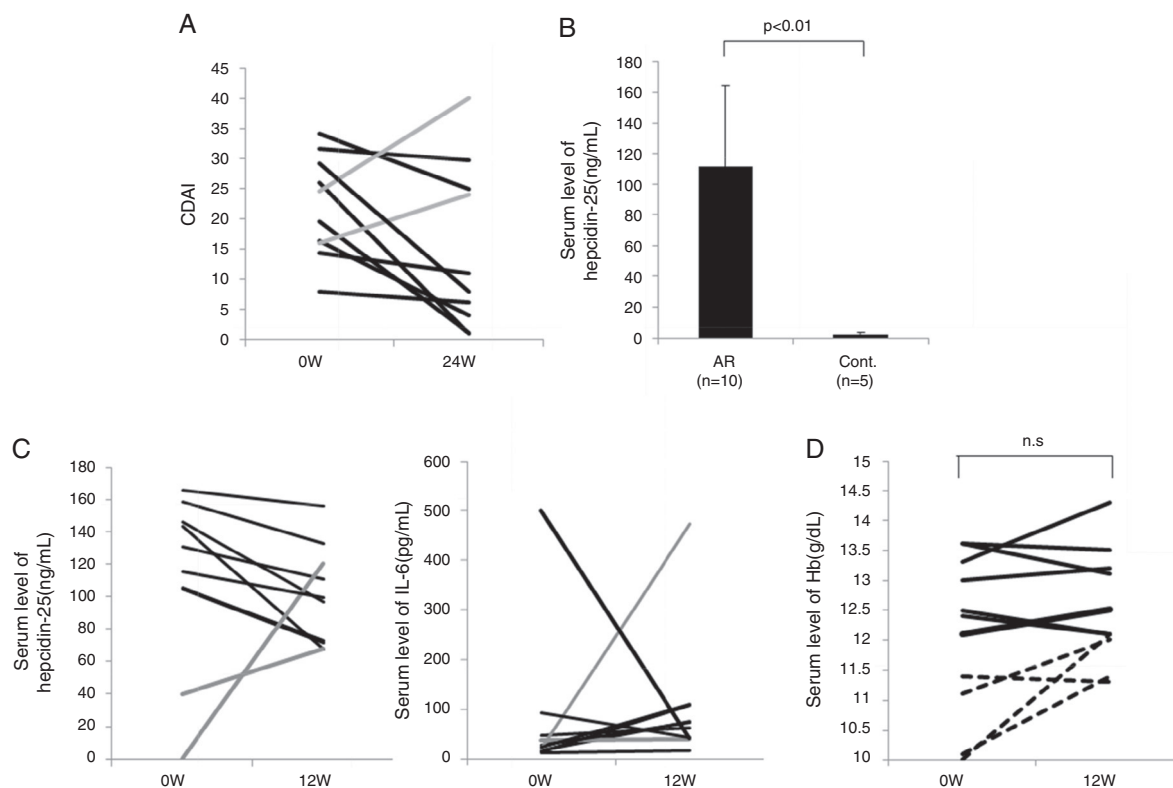 A
45
40
35
30
25
20
15
10
5
0
CDAI
0W
24W
B
p<0.01
180
160
140
120
100
80
60
40
20
0
Serum level of
hepcidin-25(ng/mL)
AR
(n=10)
Cont.
(n=5)
C
180
160
140
120
100
80
60
40
20
0
Serum level of
hepcidin-25(ng/mL)
0W
12W
600
500
400
300
200
100
0
Serum level of IL-6(pg/mL)
0W
12W
D
n.s
15
14.5
14
13.5
13
12.5
12
11.5
11
10.5
10
Serum level of Hb(g/dL)
0W
12W